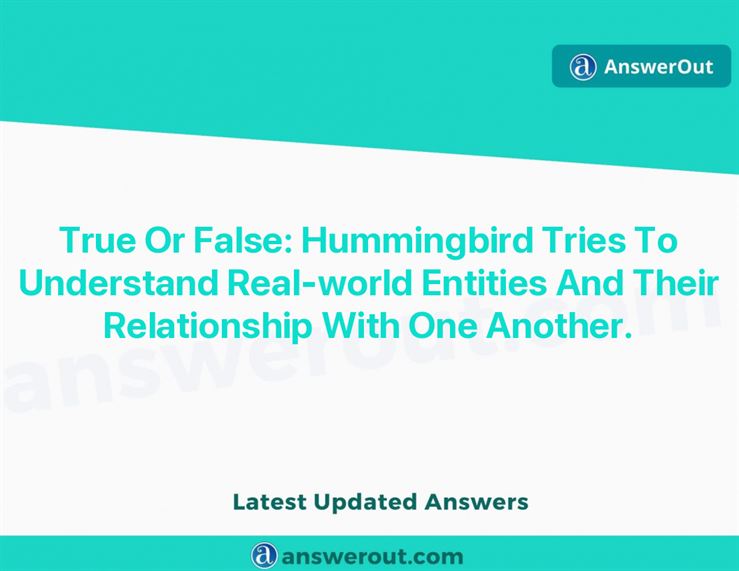 AnswerOut
True Or False: Hummingbird Tries To
Understand Real-world Entities And Their
Relationship With One Another.
answerout.com
Latest Updated Answers
answerout.com